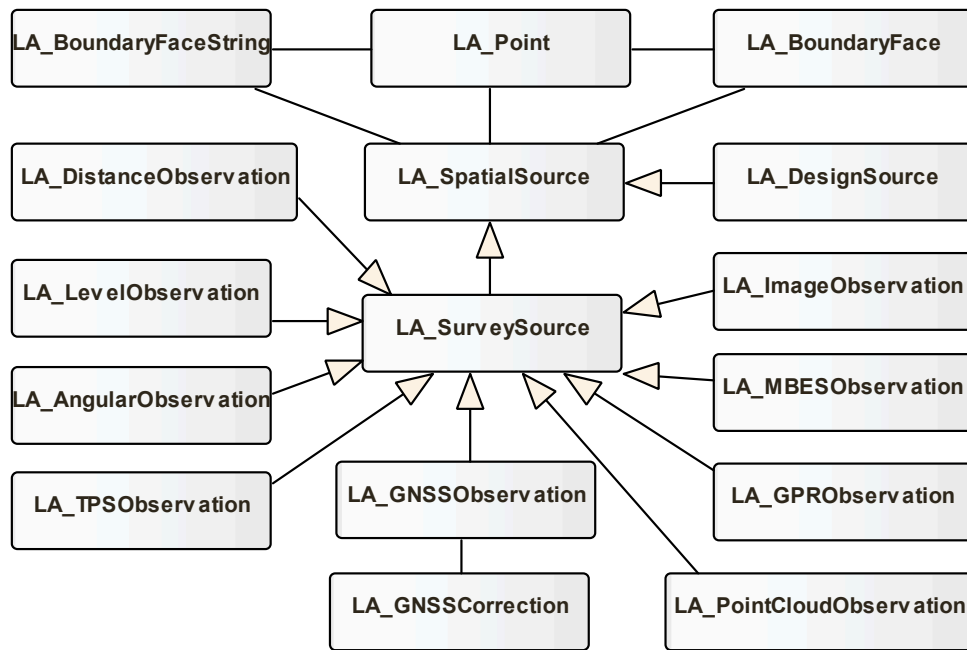 LA_BoundaryFaceString
LA_Point
LA_BoundaryFace
LA_DistanceObservation
LA_SpatialSource
LA_DesignSource
LA_LevelObservation
LA_SurveySource
LA_ImageObservation
LA_AngularObservation
LA_MBESObservation
LA_TPSObservation
LA_GNSSObservation
LA_GPRObservation
LA_GNSSCorrection
LA_PointCloudObservation